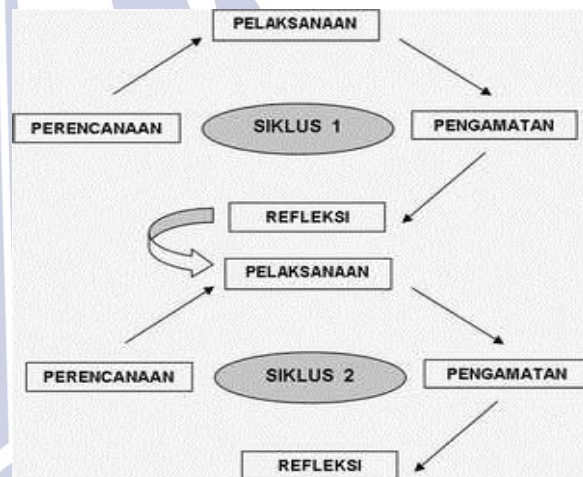 PELAKSANAAN
PERENCANAAN
SIKLUS 1
PENGAMATAN
REFLEKSI
PELAKSANAAN
PERENCANAAN
SIKLUS 2
PENGAMATAN
REFLEKSI